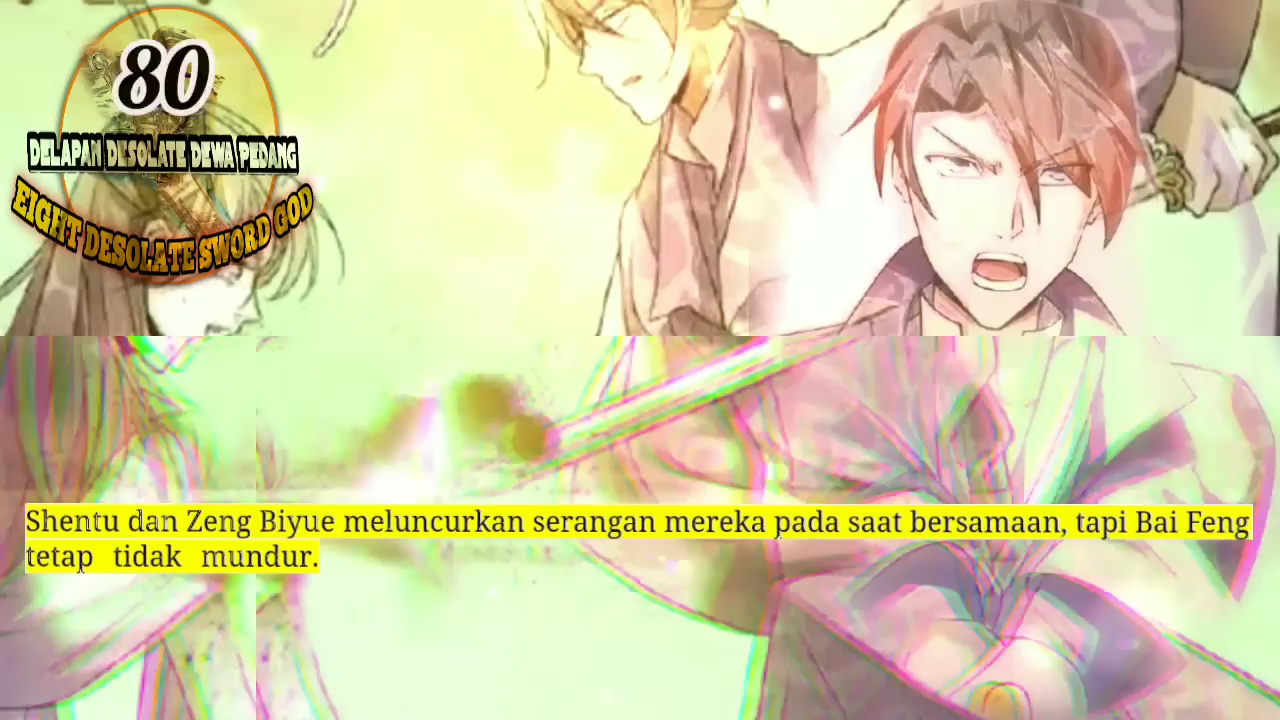 80
DELAPAN DESOLATE DEWA PEDANG
EIGHT DESOLATE SWORD GOD
Shentu dan Zeng Biyue meluncurkan serangan mereka pada saat bersamaan, tapi Bai Feng
tetap tidak mundur.